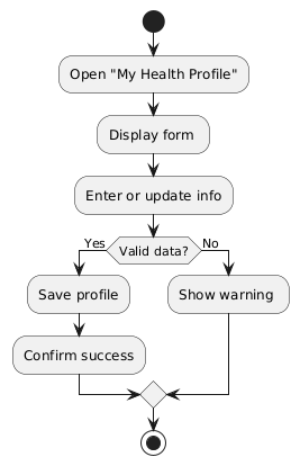 Open "My Health Profile"
Display form
Enter or update info
Yes
Valid data?
No
Save profile
Show warning
Confirm success